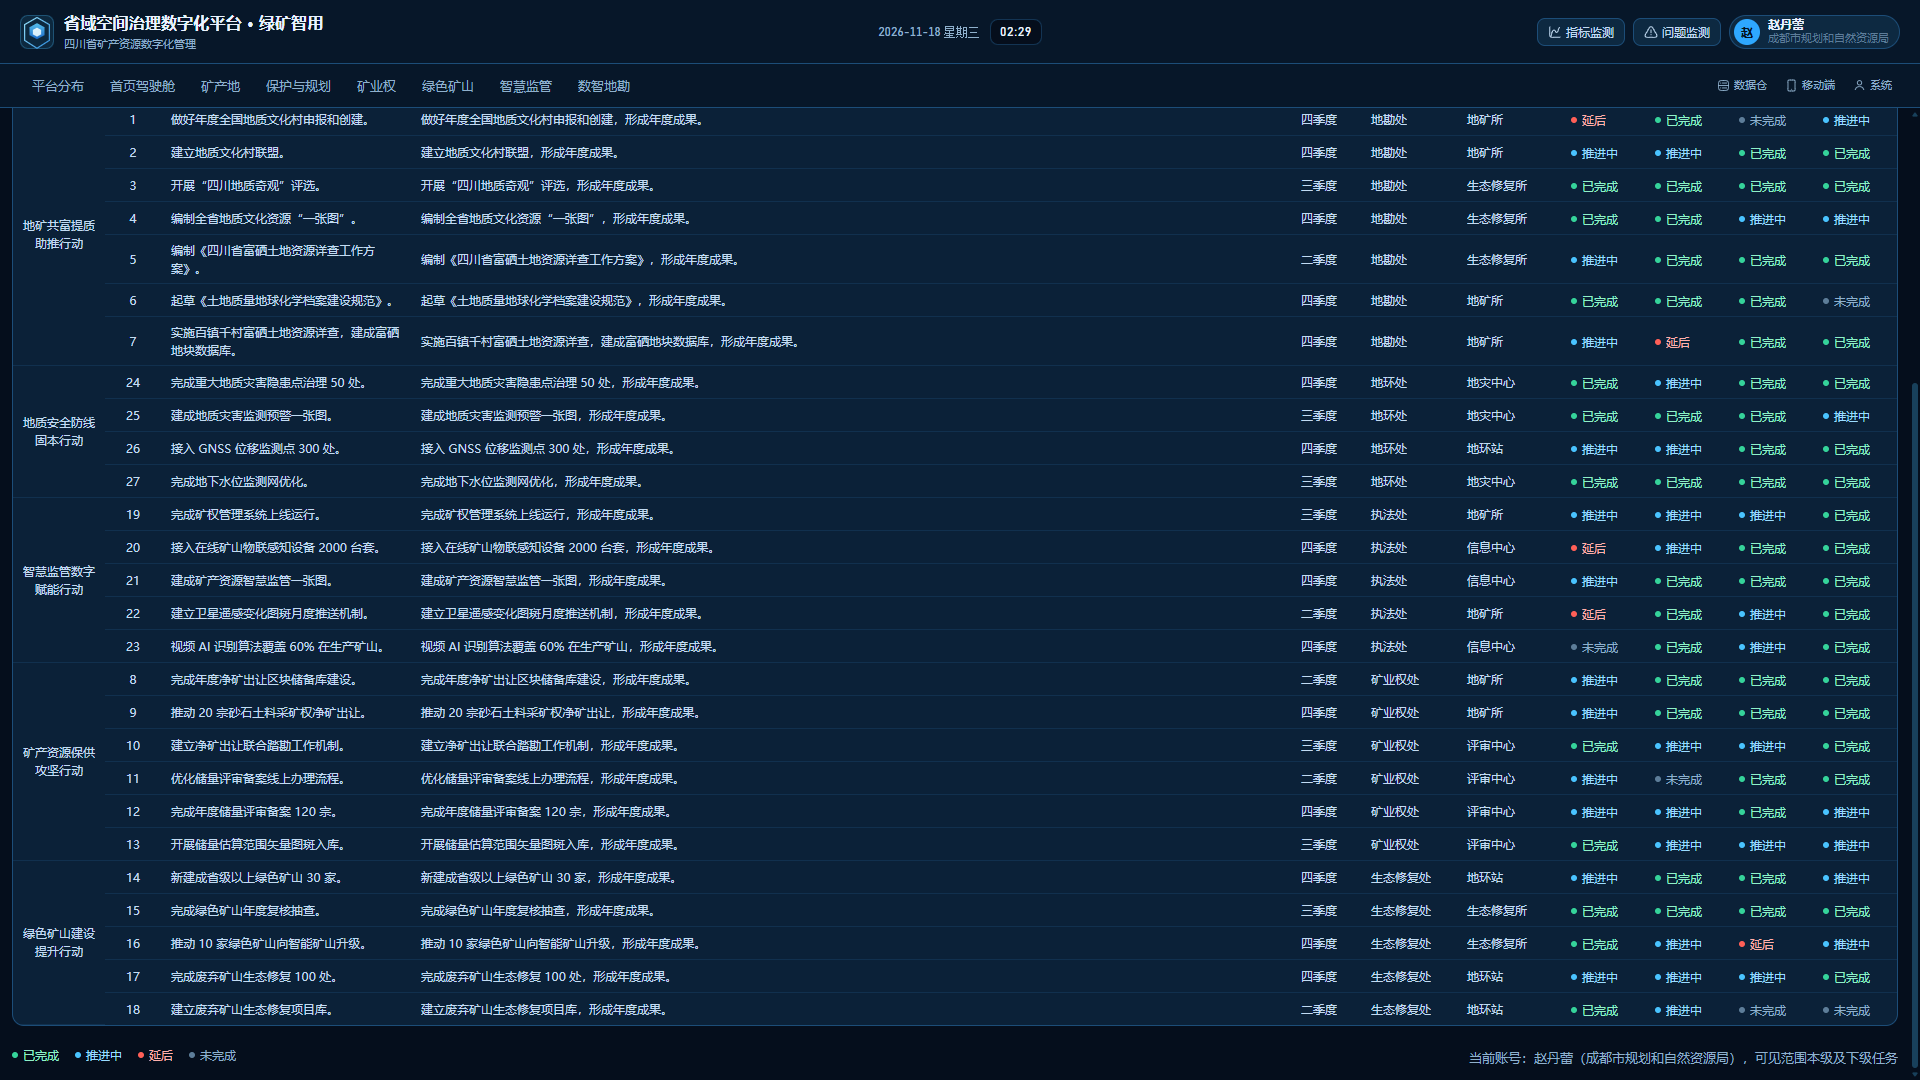 省域空间治理数字化平台 • 绿矿智用
四川省矿产资源数字化管理
2026-11-18 星期三 02:29
指标监测 问题监测 赵 赵丹蕾 成都市规划和自然资源局
平台分布 首页驾驶舱 矿产地 保护与规划 矿业权 绿色矿山 智慧监管 数智地勘 数据仓 移动端 系统
地矿共富提质助推行动
1 做好年度全国地质文化村申报和创建。 做好年度全国地质文化村申报和创建，形成年度成果。 四季度 地勘处 地矿所 延后 已完成 未完成 推进中
2 建立地质文化村联盟。 建立地质文化村联盟，形成年度成果。 四季度 地勘处 地矿所 推进中 推进中 已完成 已完成
3 开展“四川地质奇观”评选。 开展“四川地质奇观”评选，形成年度成果。 三季度 地勘处 生态修复所 已完成 已完成 已完成 已完成
4 编制全省地质文化资源“一张图”。 编制全省地质文化资源“一张图”，形成年度成果。 四季度 地勘处 生态修复所 已完成 已完成 推进中 推进中
5 编制《四川省富硒土地资源详查工作方案》。 编制《四川省富硒土地资源详查工作方案》，形成年度成果。 二季度 地勘处 生态修复所 推进中 已完成 已完成 已完成
6 起草《土地质量地球化学档案建设规范》。 起草《土地质量地球化学档案建设规范》，形成年度成果。 四季度 地勘处 地矿所 已完成 已完成 已完成 未完成
7 实施百镇千村富硒土地资源详查，建成富硒地块数据库。 实施百镇千村富硒土地资源详查，建成富硒地块数据库，形成年度成果。 四季度 地勘处 地矿所 推进中 延后 已完成 已完成
地质安全防线固本行动
24 完成重大地质灾害隐患点治理 50 处。 完成重大地质灾害隐患点治理 50 处，形成年度成果。 四季度 地环处 地灾中心 已完成 推进中 已完成 已完成
25 建成地质灾害监测预警一张图。 建成地质灾害监测预警一张图，形成年度成果。 三季度 地环处 地灾中心 已完成 已完成 已完成 推进中
26 接入 GNSS 位移监测点 300 处。 接入 GNSS 位移监测点 300 处，形成年度成果。 四季度 地环处 地环站 推进中 推进中 已完成 已完成
27 完成地下水位监测网优化。 完成地下水位监测网优化，形成年度成果。 三季度 地环处 地灾中心 已完成 已完成 已完成 已完成
智慧监管数字赋能行动
19 完成矿权管理系统上线运行。 完成矿权管理系统上线运行，形成年度成果。 三季度 执法处 地矿所 推进中 推进中 推进中 已完成
20 接入在线矿山物联感知设备 2000 台套。 接入在线矿山物联感知设备 2000 台套，形成年度成果。 四季度 执法处 信息中心 延后 推进中 已完成 已完成
21 建成矿产资源智慧监管一张图。 建成矿产资源智慧监管一张图，形成年度成果。 四季度 执法处 信息中心 推进中 已完成 已完成 已完成
22 建立卫星遥感变化图斑月度推送机制。 建立卫星遥感变化图斑月度推送机制，形成年度成果。 二季度 执法处 地矿所 延后 已完成 推进中 已完成
23 视频 AI 识别算法覆盖 60% 在生产矿山。 视频 AI 识别算法覆盖 60% 在生产矿山，形成年度成果。 四季度 执法处 信息中心 未完成 已完成 推进中 已完成
矿产资源保供攻坚行动
8 完成年度净矿出让区块储备库建设。 完成年度净矿出让区块储备库建设，形成年度成果。 二季度 矿业权处 地矿所 推进中 已完成 已完成 已完成
9 推动 20 宗砂石土料采矿权净矿出让。 推动 20 宗砂石土料采矿权净矿出让，形成年度成果。 四季度 矿业权处 地矿所 推进中 已完成 已完成 已完成
10 建立净矿出让联合踏勘工作机制。 建立净矿出让联合踏勘工作机制，形成年度成果。 三季度 矿业权处 评审中心 已完成 推进中 推进中 已完成
11 优化储量评审备案线上办理流程。 优化储量评审备案线上办理流程，形成年度成果。 二季度 矿业权处 评审中心 推进中 未完成 已完成 已完成
12 完成年度储量评审备案 120 宗。 完成年度储量评审备案 120 宗，形成年度成果。 四季度 矿业权处 评审中心 推进中 推进中 已完成 推进中
13 开展储量估算范围矢量图斑入库。 开展储量估算范围矢量图斑入库，形成年度成果。 三季度 矿业权处 评审中心 已完成 推进中 推进中 推进中
绿色矿山建设提升行动
14 新建成省级以上绿色矿山 30 家。 新建成省级以上绿色矿山 30 家，形成年度成果。 四季度 生态修复处 地环站 推进中 已完成 已完成 推进中
15 完成绿色矿山年度复核抽查。 完成绿色矿山年度复核抽查，形成年度成果。 三季度 生态修复处 生态修复所 已完成 已完成 已完成 已完成
16 推动 10 家绿色矿山向智能矿山升级。 推动 10 家绿色矿山向智能矿山升级，形成年度成果。 四季度 生态修复处 生态修复所 已完成 推进中 延后 推进中
17 完成废弃矿山生态修复 100 处。 完成废弃矿山生态修复 100 处，形成年度成果。 四季度 生态修复处 地环站 推进中 推进中 推进中 已完成
18 建立废弃矿山生态修复项目库。 建立废弃矿山生态修复项目库，形成年度成果。 二季度 生态修复处 地环站 已完成 推进中 未完成 未完成
已完成 推进中 延后 未完成
当前账号：赵丹蕾（成都市规划和自然资源局），可见范围本级及下级任务